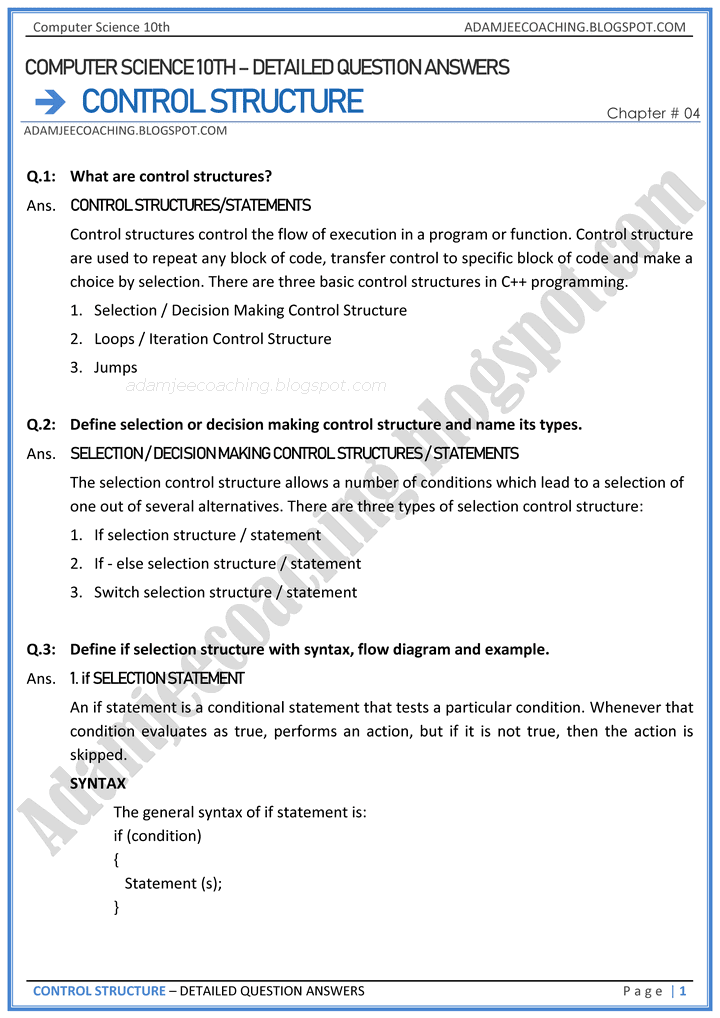 Computer Science 10th ADAMJEECOACHING.BLOGSPOT.COM
COMPUTER SCIENCE 10TH – DETAILED QUESTION ANSWERS
CONTROL STRUCTURE
Chapter # 04
ADAMJEECOACHING.BLOGSPOT.COM
Q.1: What are control structures?
Ans. CONTROL STRUCTURES/STATEMENTS
Control structures control the flow of execution in a program or function. Control structure
are used to repeat any block of code, transfer control to specific block of code and make a
choice by selection. There are three basic control structures in C++ programming.
1. Selection / Decision Making Control Structure
2. Loops / Iteration Control Structure
3. Jumps
adamjeecoaching.blogspot.com
Q.2: Define selection or decision making control structure and name its types.
Ans. SELECTION / DECISION MAKING CONTROL STRUCTURES / STATEMENTS
The selection control structure allows a number of conditions which lead to a selection of
one out of several alternatives. There are three types of selection control structure:
1. If selection structure / statement
2. If - else selection structure / statement
3. Switch selection structure / statement
Q.3: Define if selection structure with syntax, flow diagram and example.
Ans. 1. if SELECTION STATEMENT
An if statement is a conditional statement that tests a particular condition. Whenever that
condition evaluates as true, performs an action, but if it is not true, then the action is
skipped.
SYNTAX
The general syntax of if statement is:
if (condition)
{
Statement (s);
}
Adamjeecoaching.blogspot.com
CONTROL STRUCTURE – DETAILED QUESTION ANSWERS Page | 1